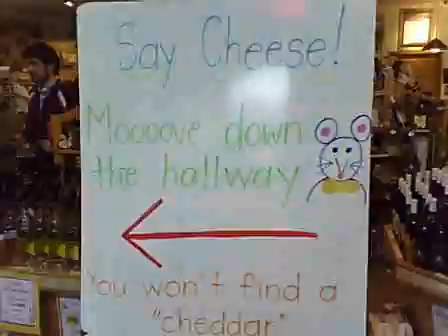 Say Cheese!
Moooove down
the hallway
You won't find a
"cheddar"